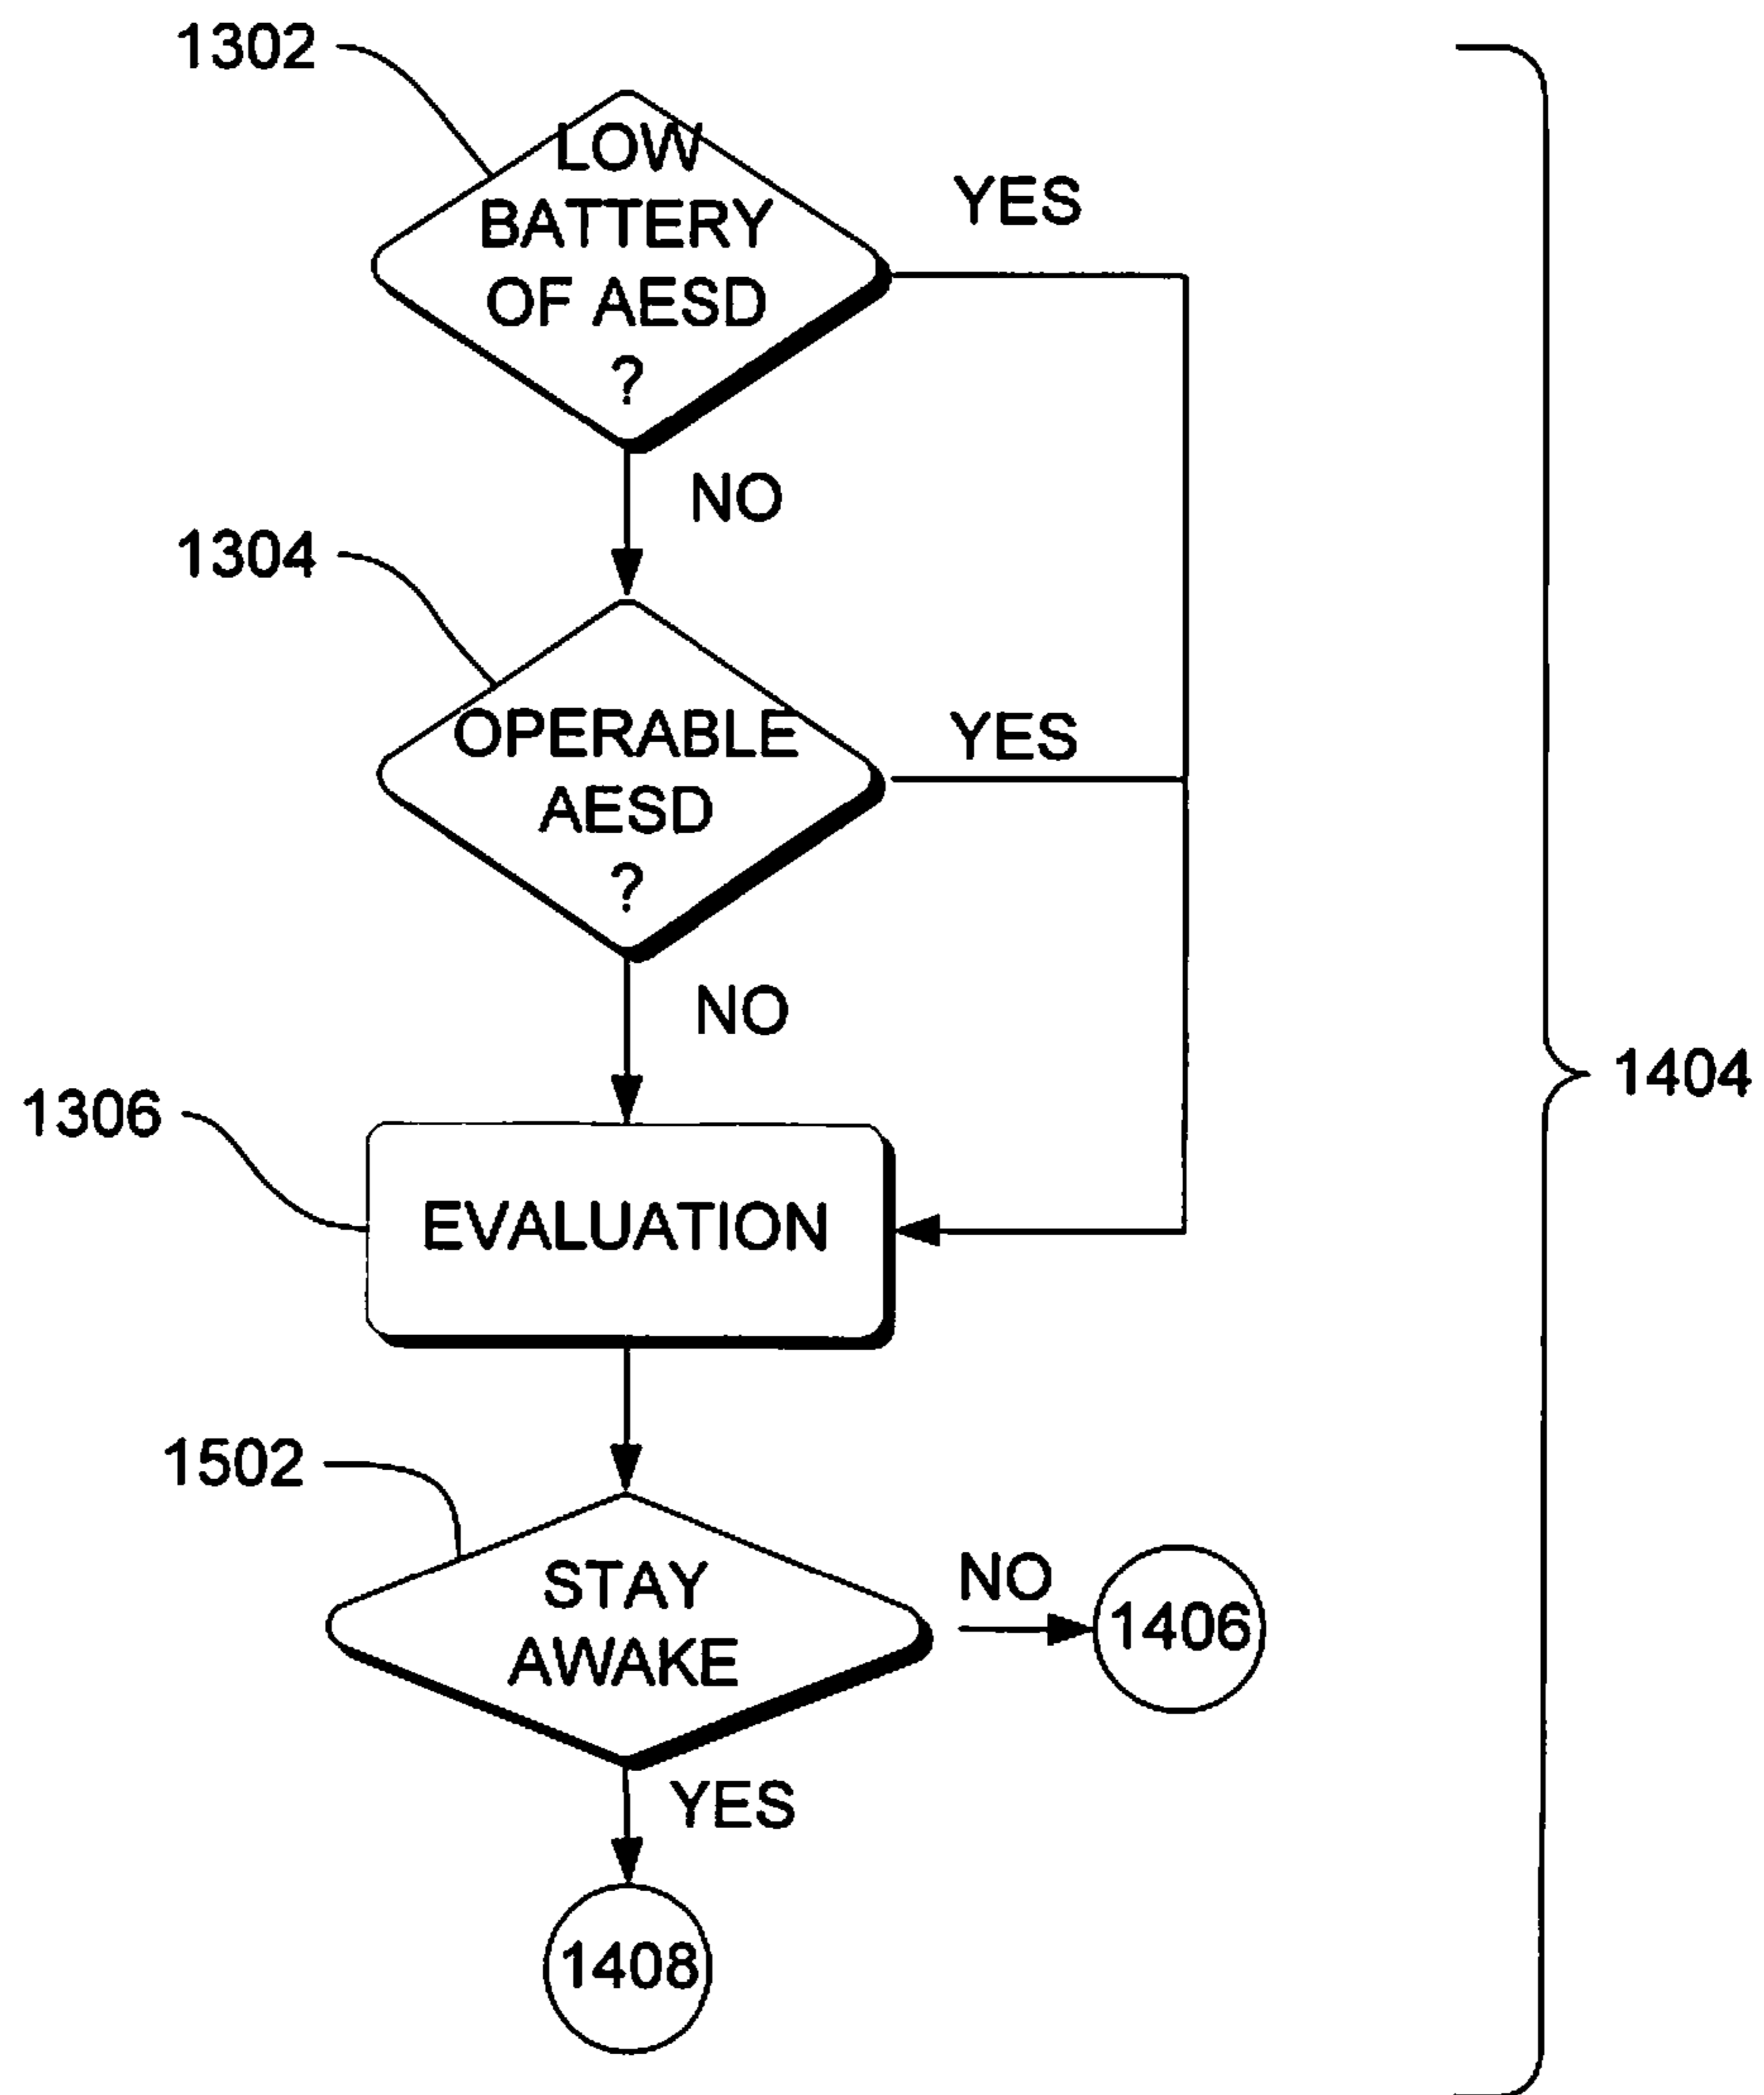 1302
LOW
BATTERY
OF AESD
?
YES
NO
1304
OPERABLE
AESD
?
YES
NO
1404
1306
EVALUATION
1502
STAY
AWAKE
NO
1406
YES
1408